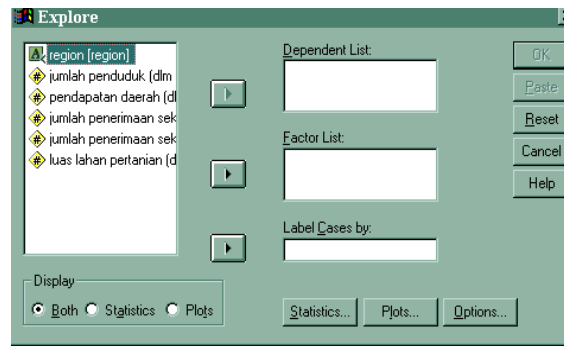 Explore
region [region]
jumlah penduduk (dlm
pendapatan daerah (dl
jumlah penerimaan sek
jumlah penerimaan sek
luas lahan pertanian (d
Dependent List:
Factor List:
Label Cases by:
OK
Paste
Reset
Cancel
Help
Display
Both Statistics Plots
Statistics... Plots... Options...